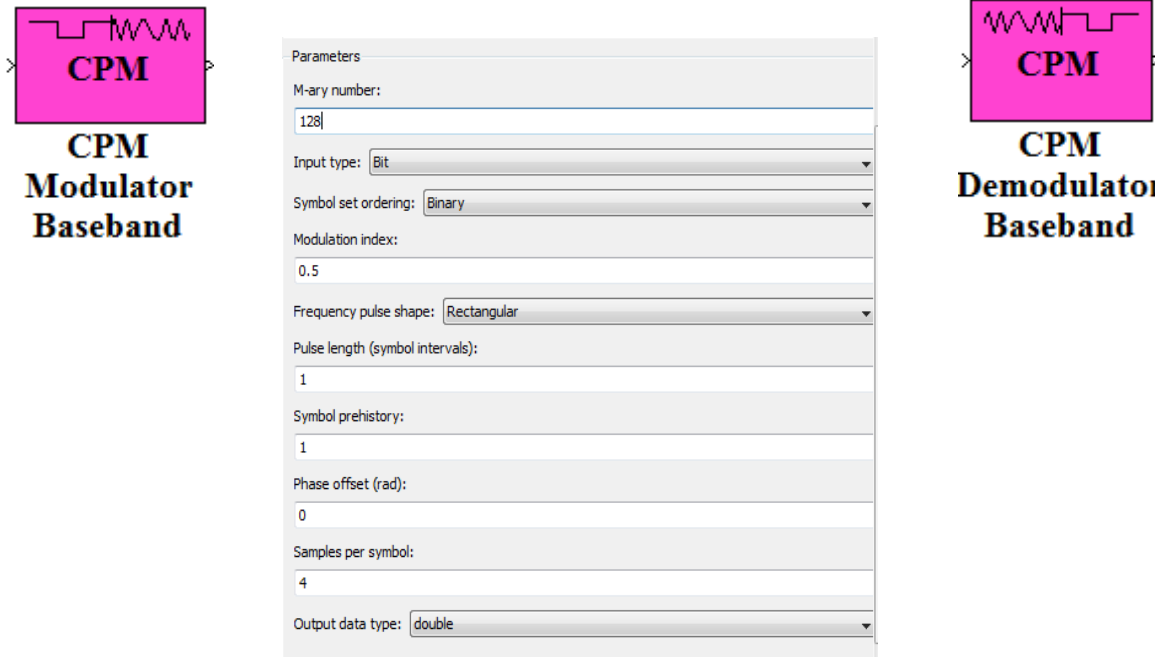 CPM
CPM
Modulator
Baseband
Parameters
M-ary number:
128
Input type: Bit
Symbol set ordering: Binary
Modulation index:
0.5
Frequency pulse shape: Rectangular
Pulse length (symbol intervals):
1
Symbol prehistory:
1
Phase offset (rad):
0
Samples per symbol:
4
Output data type: double
CPM
CPM
Demodulator
Baseband